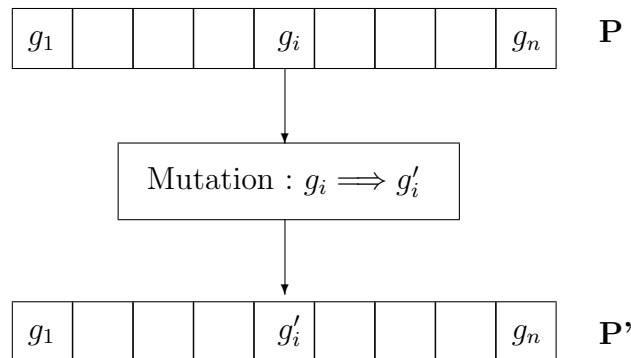 g₁ gᵢ gₙ P
Mutation : gᵢ ⟹ g′ᵢ
g₁ g′ᵢ gₙ P'